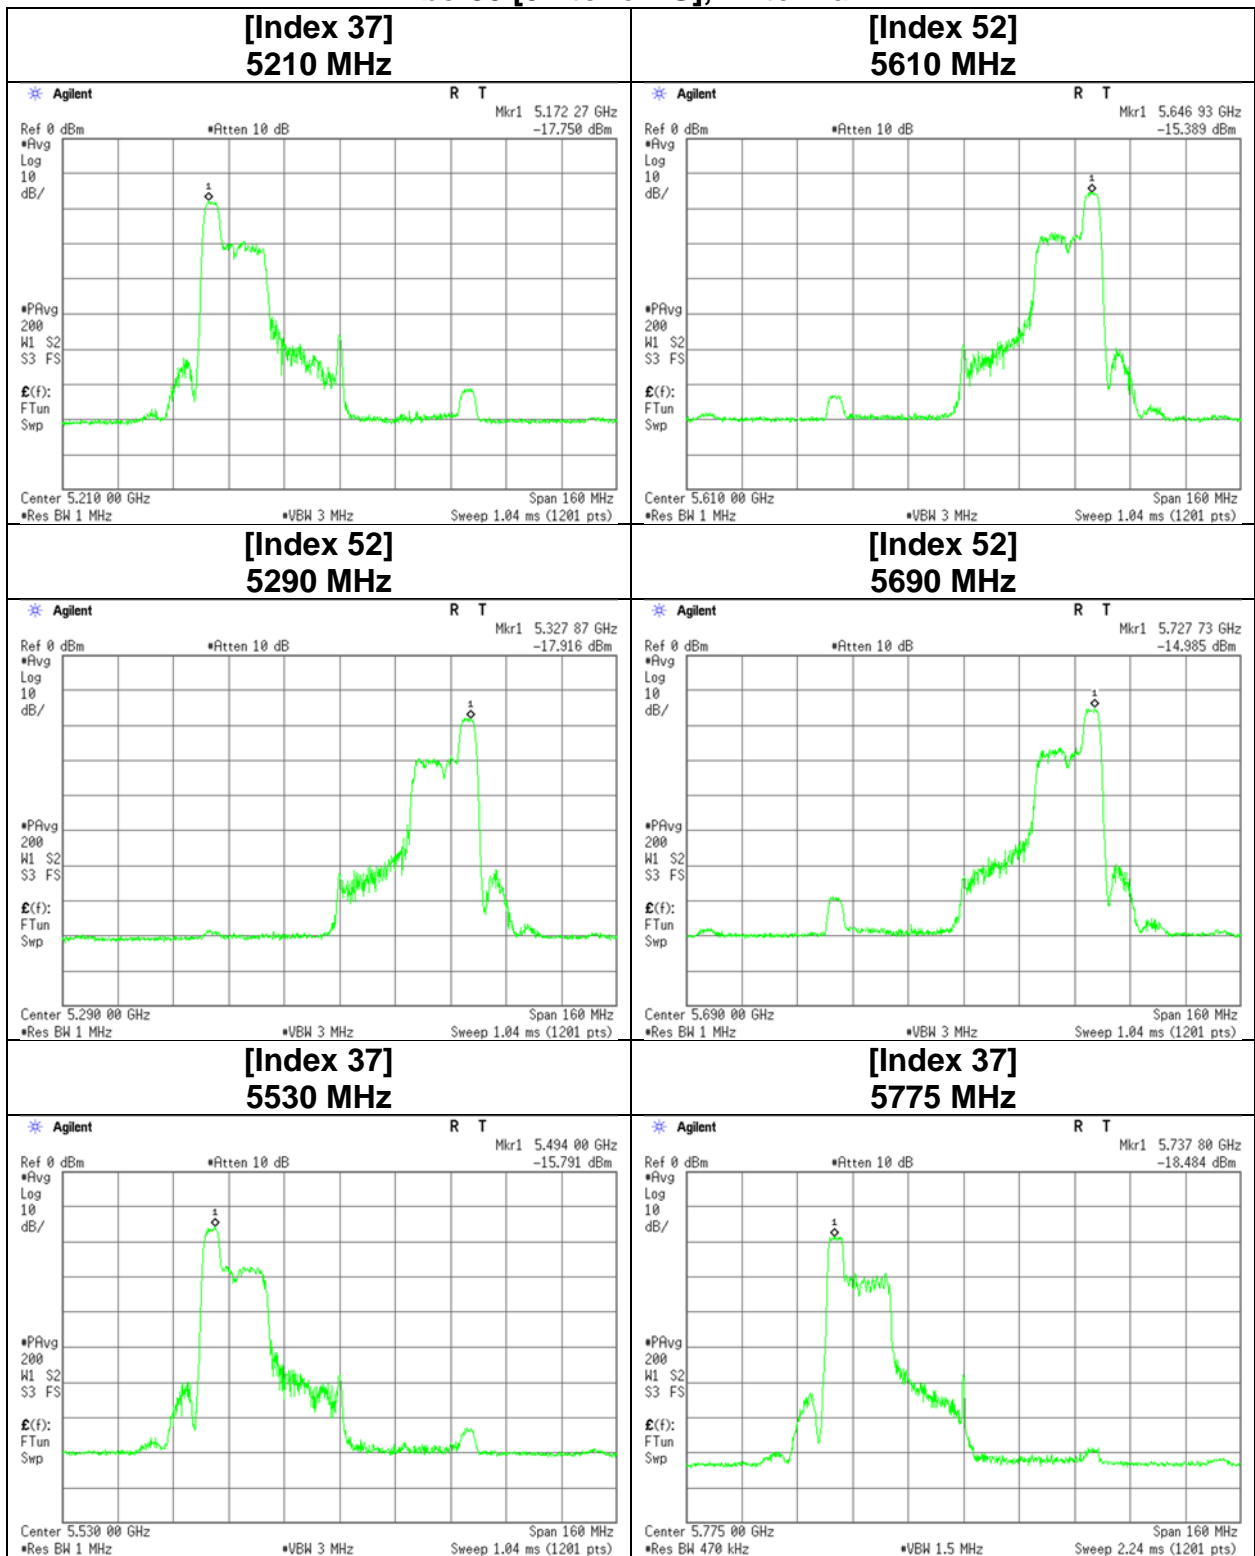 [Index 37]
5210 MHz
Agilent R T
Mkr1 5.172 27 GHz
Ref 0 dBm #Atten 10 dB -17.750 dBm
#Avg
Log
10
dB/
1
#PAvg
200
W1 S2
S3 FS
£(f):
FTun
Swp
Center 5.210 00 GHz Span 160 MHz
#Res BW 1 MHz #VBW 3 MHz Sweep 1.04 ms (1201 pts)
[Index 52]
5610 MHz
Agilent R T
Mkr1 5.646 93 GHz
Ref 0 dBm #Atten 10 dB -15.389 dBm
#Avg
Log
10
dB/
1
#PAvg
200
W1 S2
S3 FS
£(f):
FTun
Swp
Center 5.610 00 GHz Span 160 MHz
#Res BW 1 MHz #VBW 3 MHz Sweep 1.04 ms (1201 pts)
[Index 52]
5290 MHz
Agilent R T
Mkr1 5.327 87 GHz
Ref 0 dBm #Atten 10 dB -17.916 dBm
#Avg
Log
10
dB/
1
#PAvg
200
W1 S2
S3 FS
£(f):
FTun
Swp
Center 5.290 00 GHz Span 160 MHz
#Res BW 1 MHz #VBW 3 MHz Sweep 1.04 ms (1201 pts)
[Index 52]
5690 MHz
Agilent R T
Mkr1 5.727 73 GHz
Ref 0 dBm #Atten 10 dB -14.985 dBm
#Avg
Log
10
dB/
1
#PAvg
200
W1 S2
S3 FS
£(f):
FTun
Swp
Center 5.690 00 GHz Span 160 MHz
#Res BW 1 MHz #VBW 3 MHz Sweep 1.04 ms (1201 pts)
[Index 37]
5530 MHz
Agilent R T
Mkr1 5.494 00 GHz
Ref 0 dBm #Atten 10 dB -15.791 dBm
#Avg
Log
10
dB/
1
#PAvg
200
W1 S2
S3 FS
£(f):
FTun
Swp
Center 5.530 00 GHz Span 160 MHz
#Res BW 1 MHz #VBW 3 MHz Sweep 1.04 ms (1201 pts)
[Index 37]
5775 MHz
Agilent R T
Mkr1 5.737 80 GHz
Ref 0 dBm #Atten 10 dB -18.484 dBm
#Avg
Log
10
dB/
1
#PAvg
200
W1 S2
S3 FS
£(f):
FTun
Swp
Center 5.775 00 GHz Span 160 MHz
#Res BW 470 kHz #VBW 1.5 MHz Sweep 2.24 ms (1201 pts)